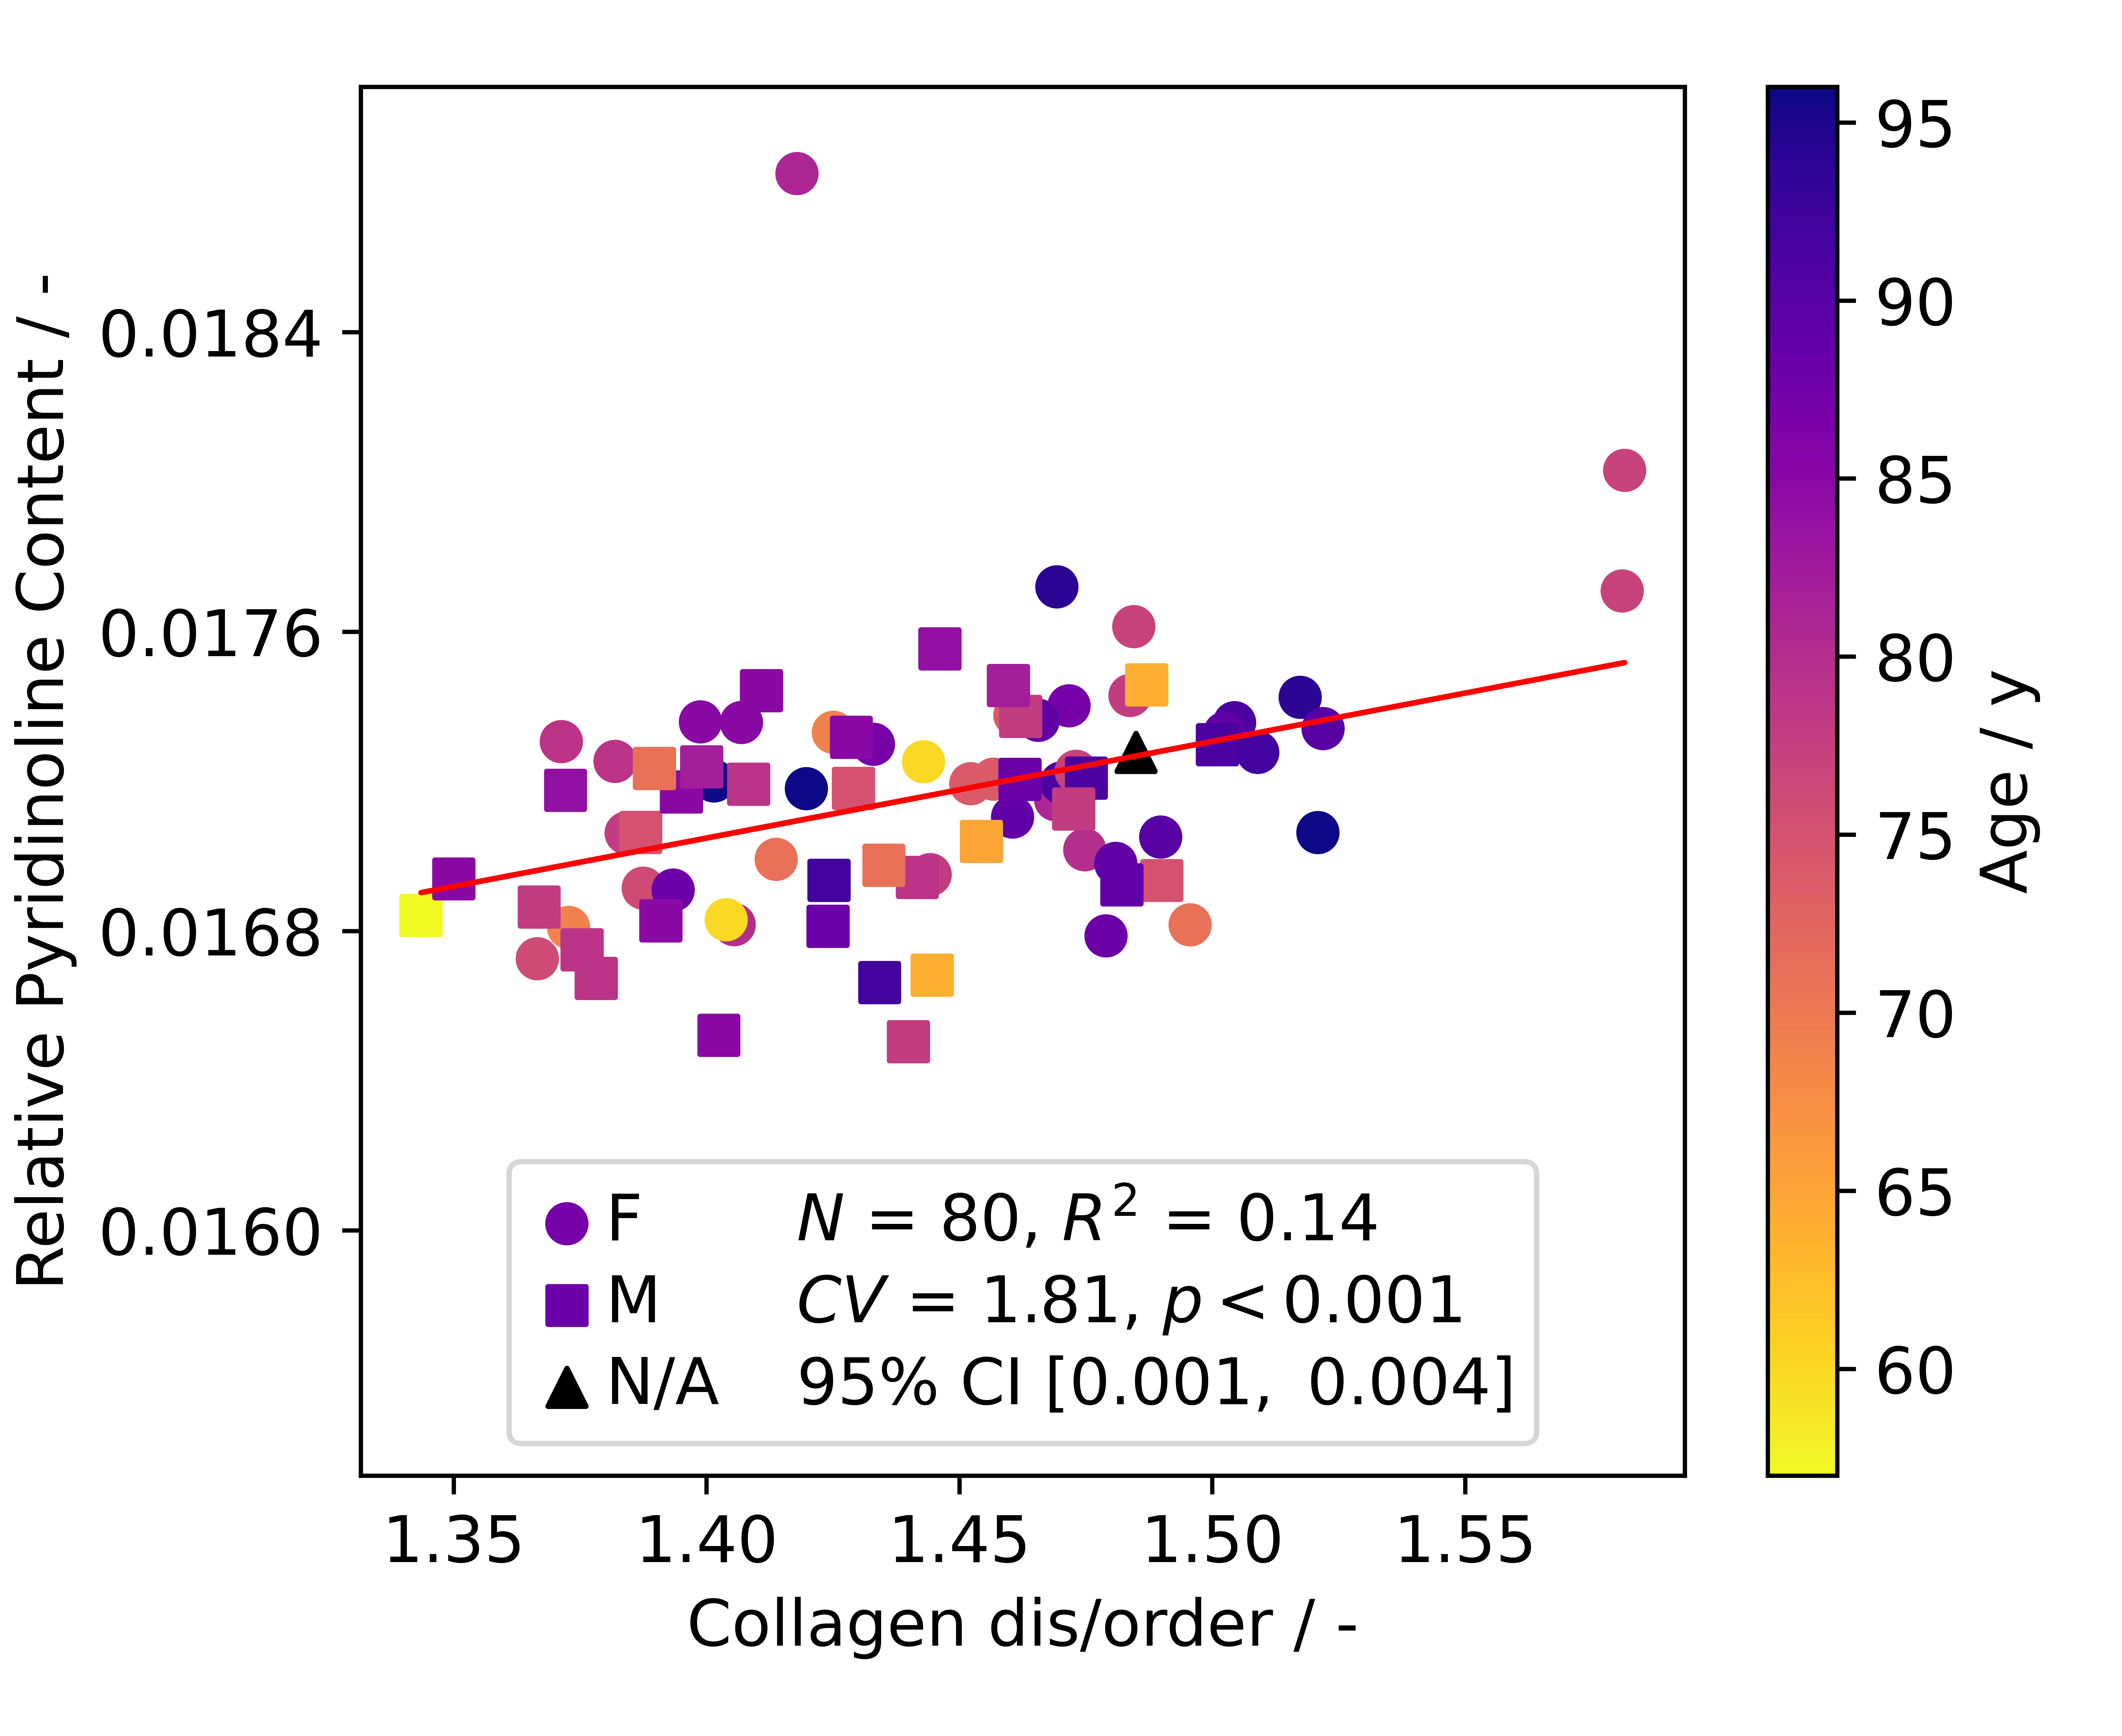 Relative Pyridinoline Content / -
0.0184
0.0176
0.0168
0.0160
F N = 80, R² = 0.14
M CV = 1.81, p < 0.001
N/A 95% CI [0.001, 0.004]
1.35 1.40 1.45 1.50 1.55
Collagen dis/order / -
95
90
85
80
75
70
65
60
Age / y